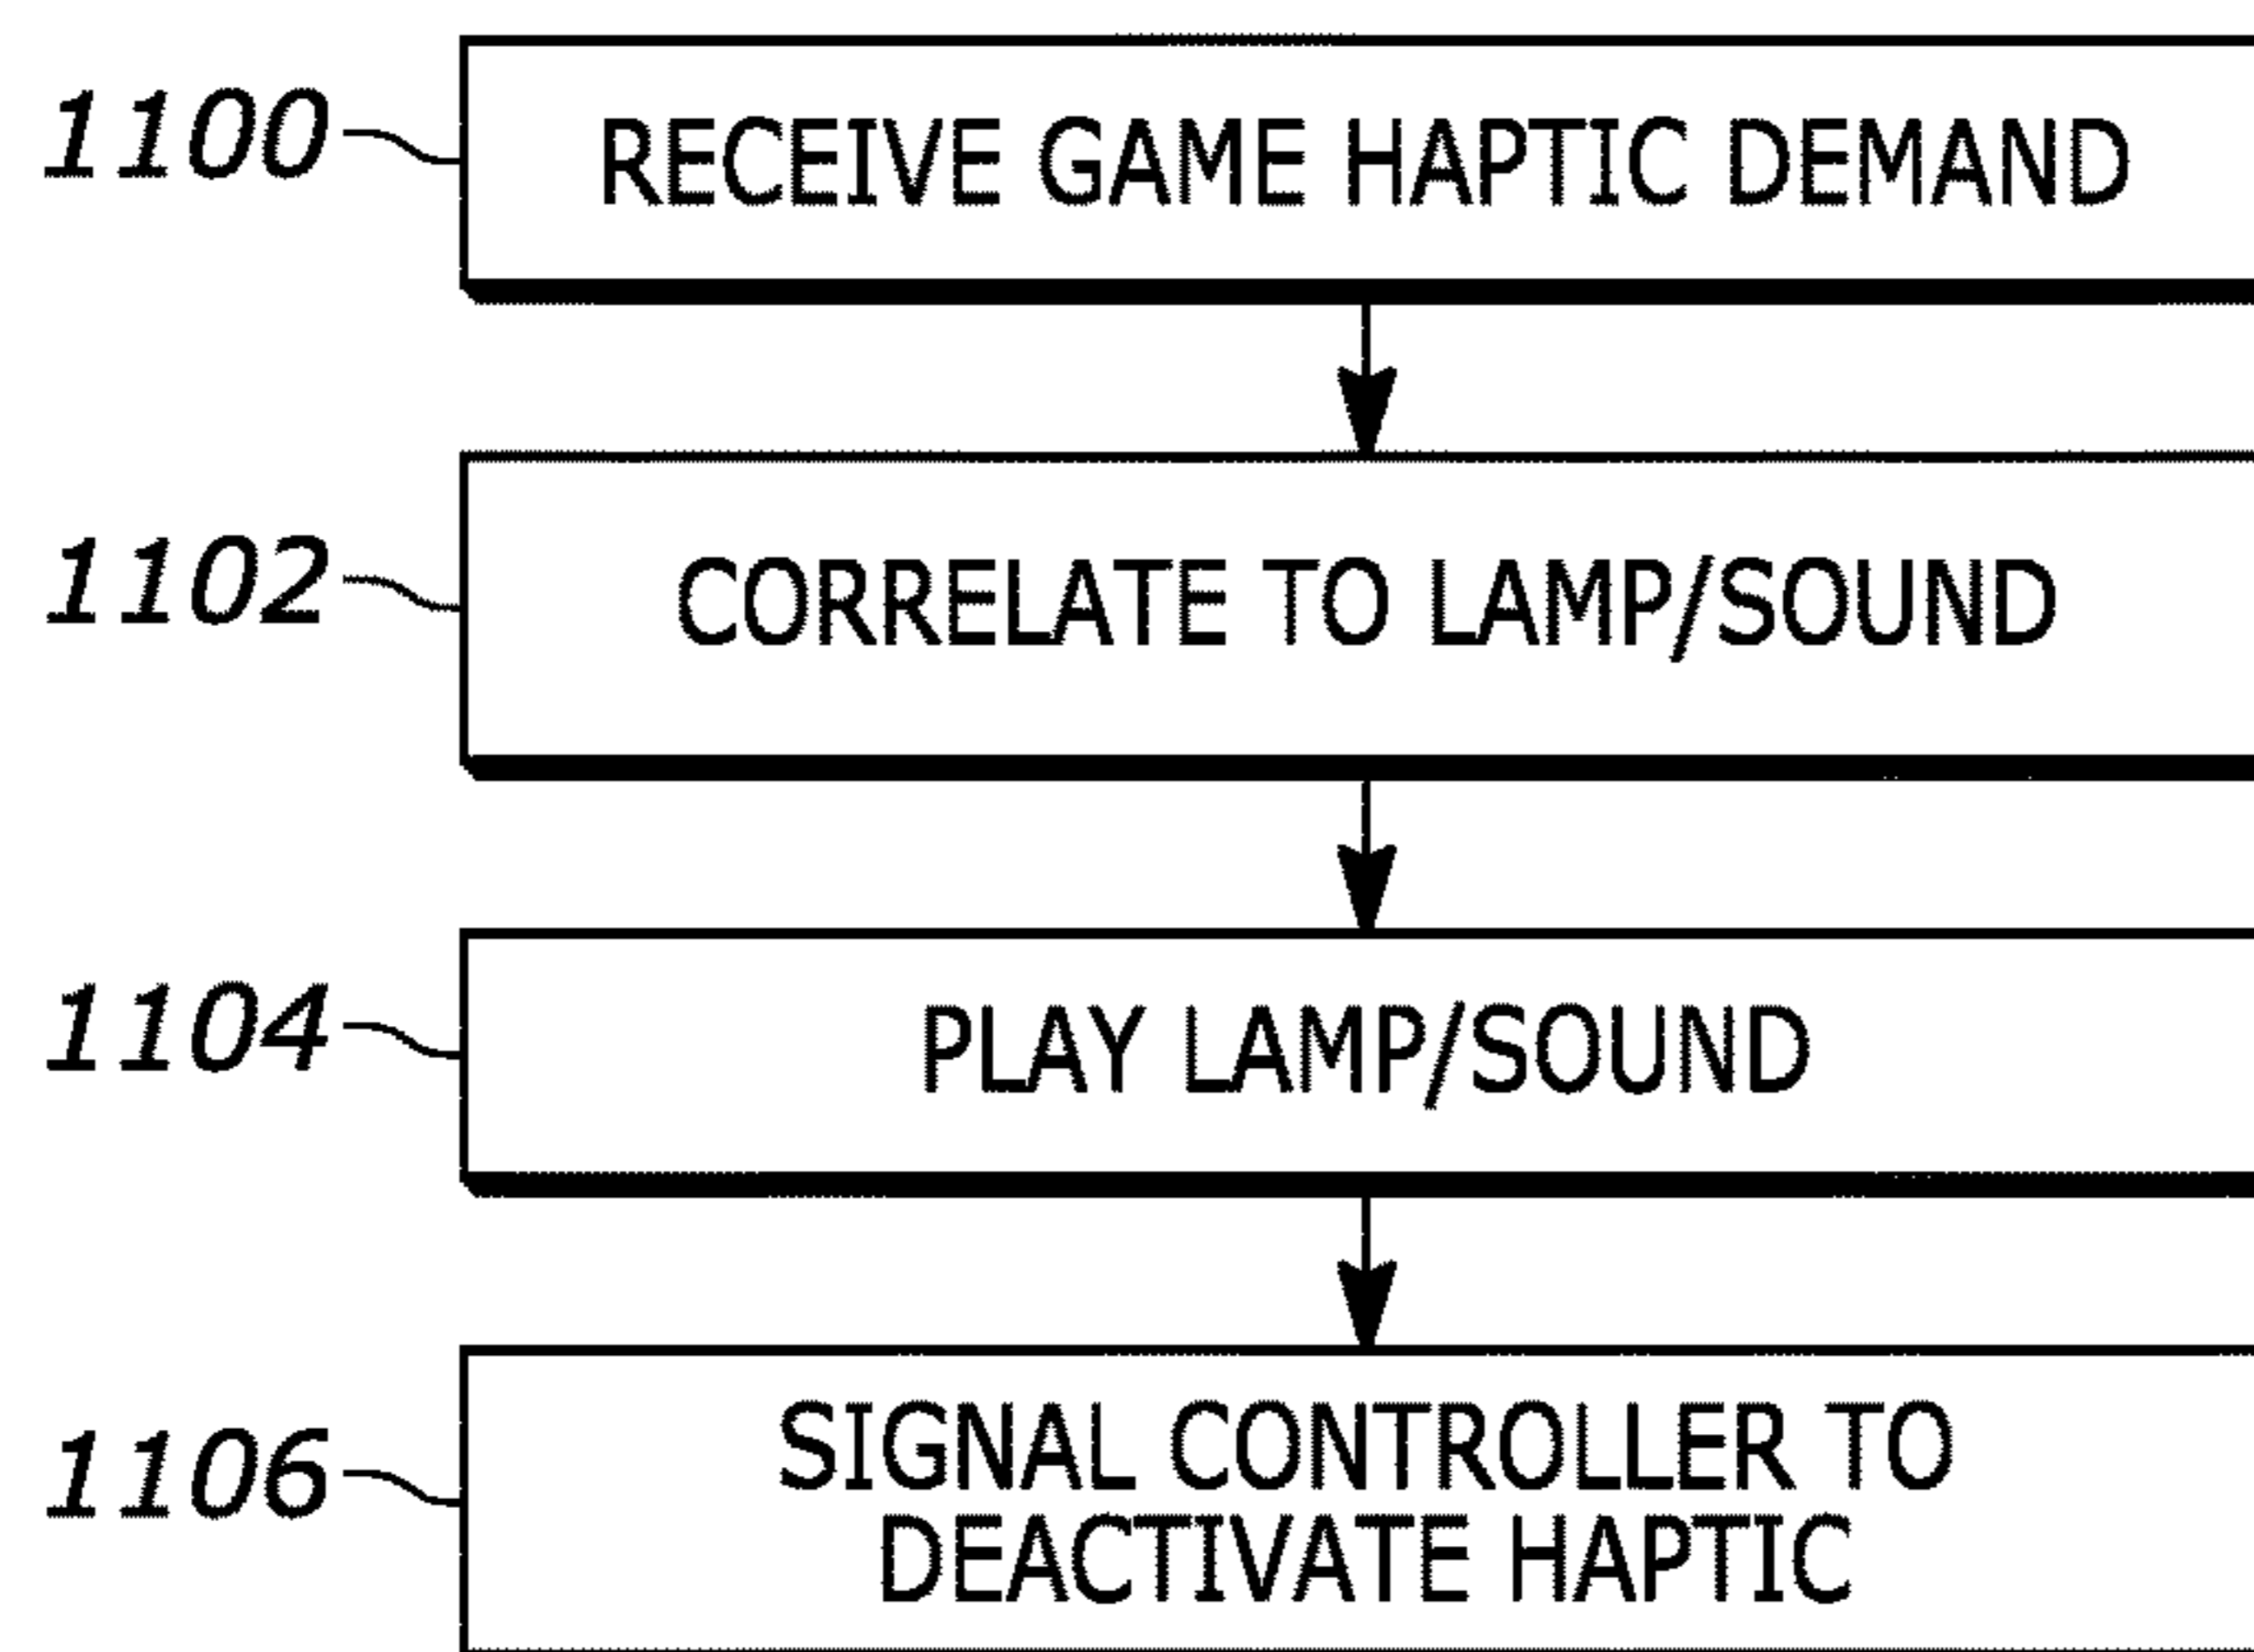 1100 RECEIVE GAME HAPTIC DEMAND
1102 CORRELATE TO LAMP/SOUND
1104 PLAY LAMP/SOUND
1106 SIGNAL CONTROLLER TO
DEACTIVATE HAPTIC